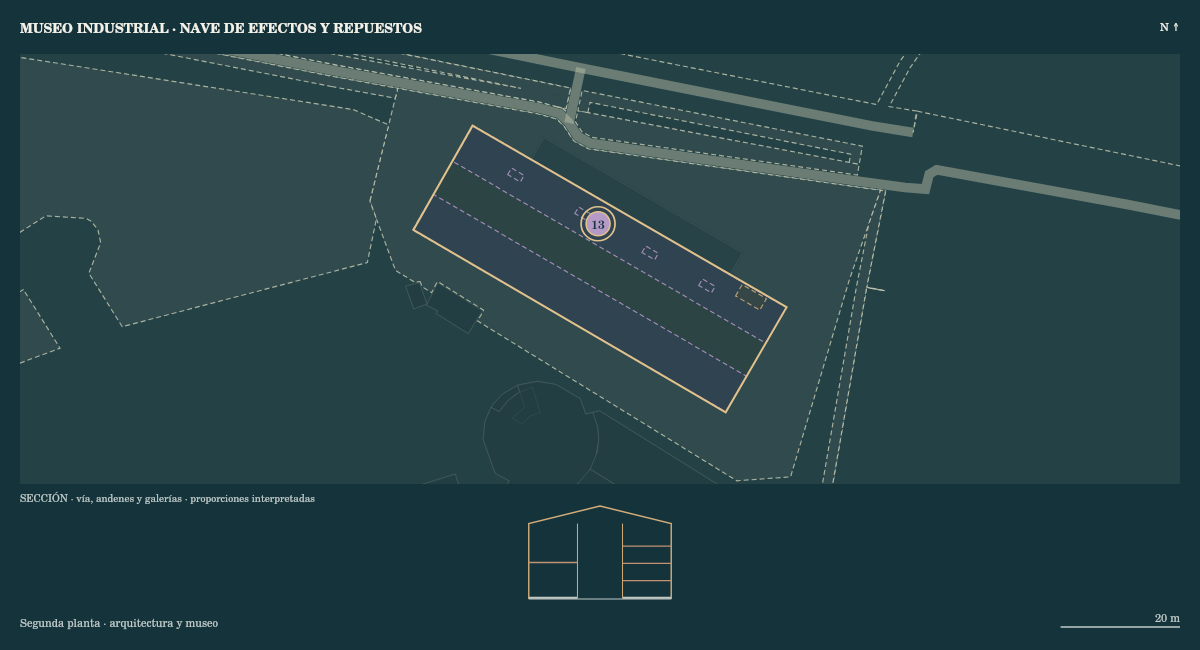 MUSEO INDUSTRIAL · NAVE DE EFECTOS Y REPUESTOS
N ↑
13
SECCIÓN · vía, andenes y galerías · proporciones interpretadas
Segunda planta · arquitectura y museo
20 m